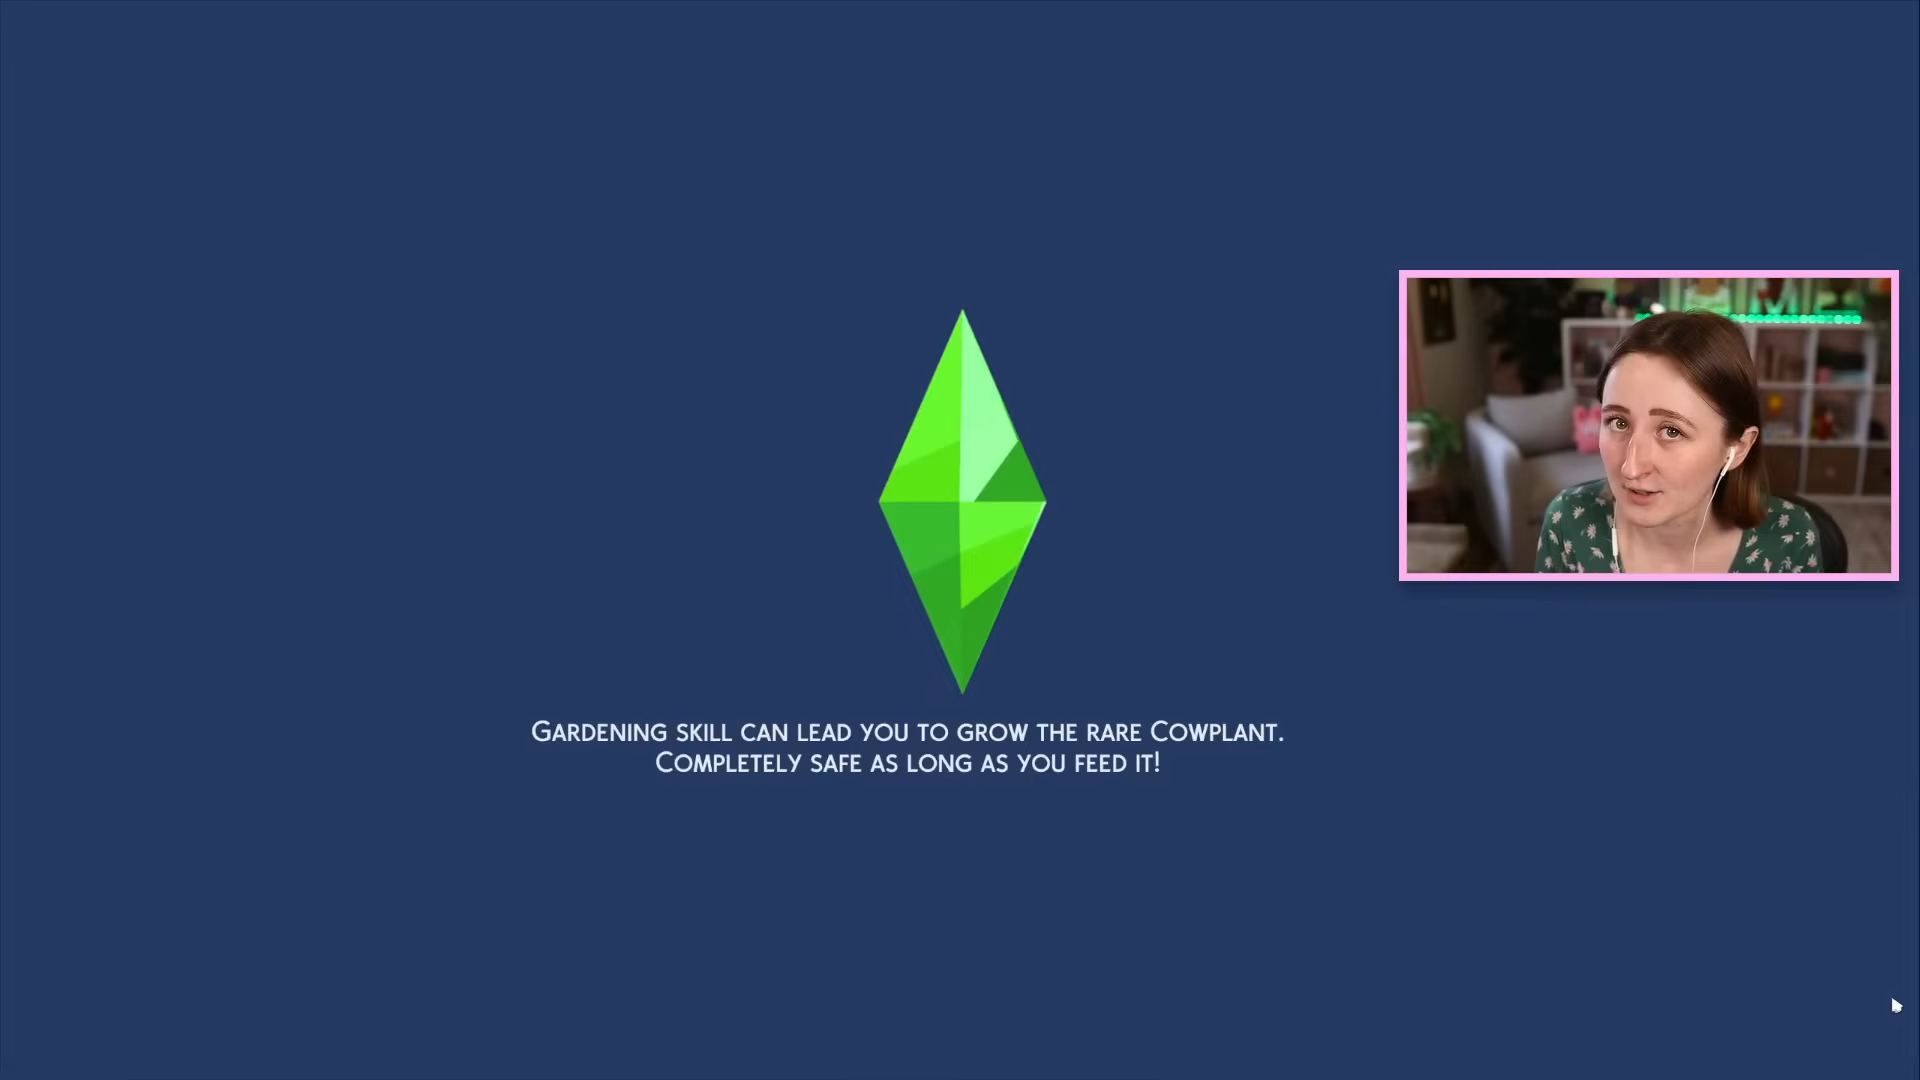 Gardening skill can lead you to grow the rare Cowplant.
Completely safe as long as you feed it!